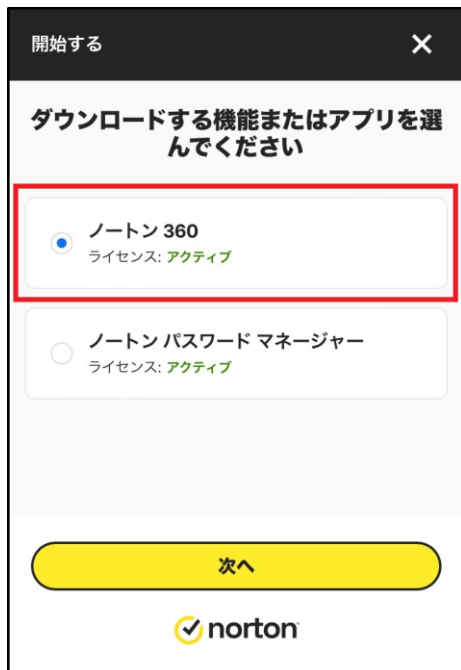 開始する
ダウンロードする機能またはアプリを選
んでください
ノートン 360
ライセンス: アクティブ
ノートン パスワード マネージャー
ライセンス: アクティブ
次へ
norton